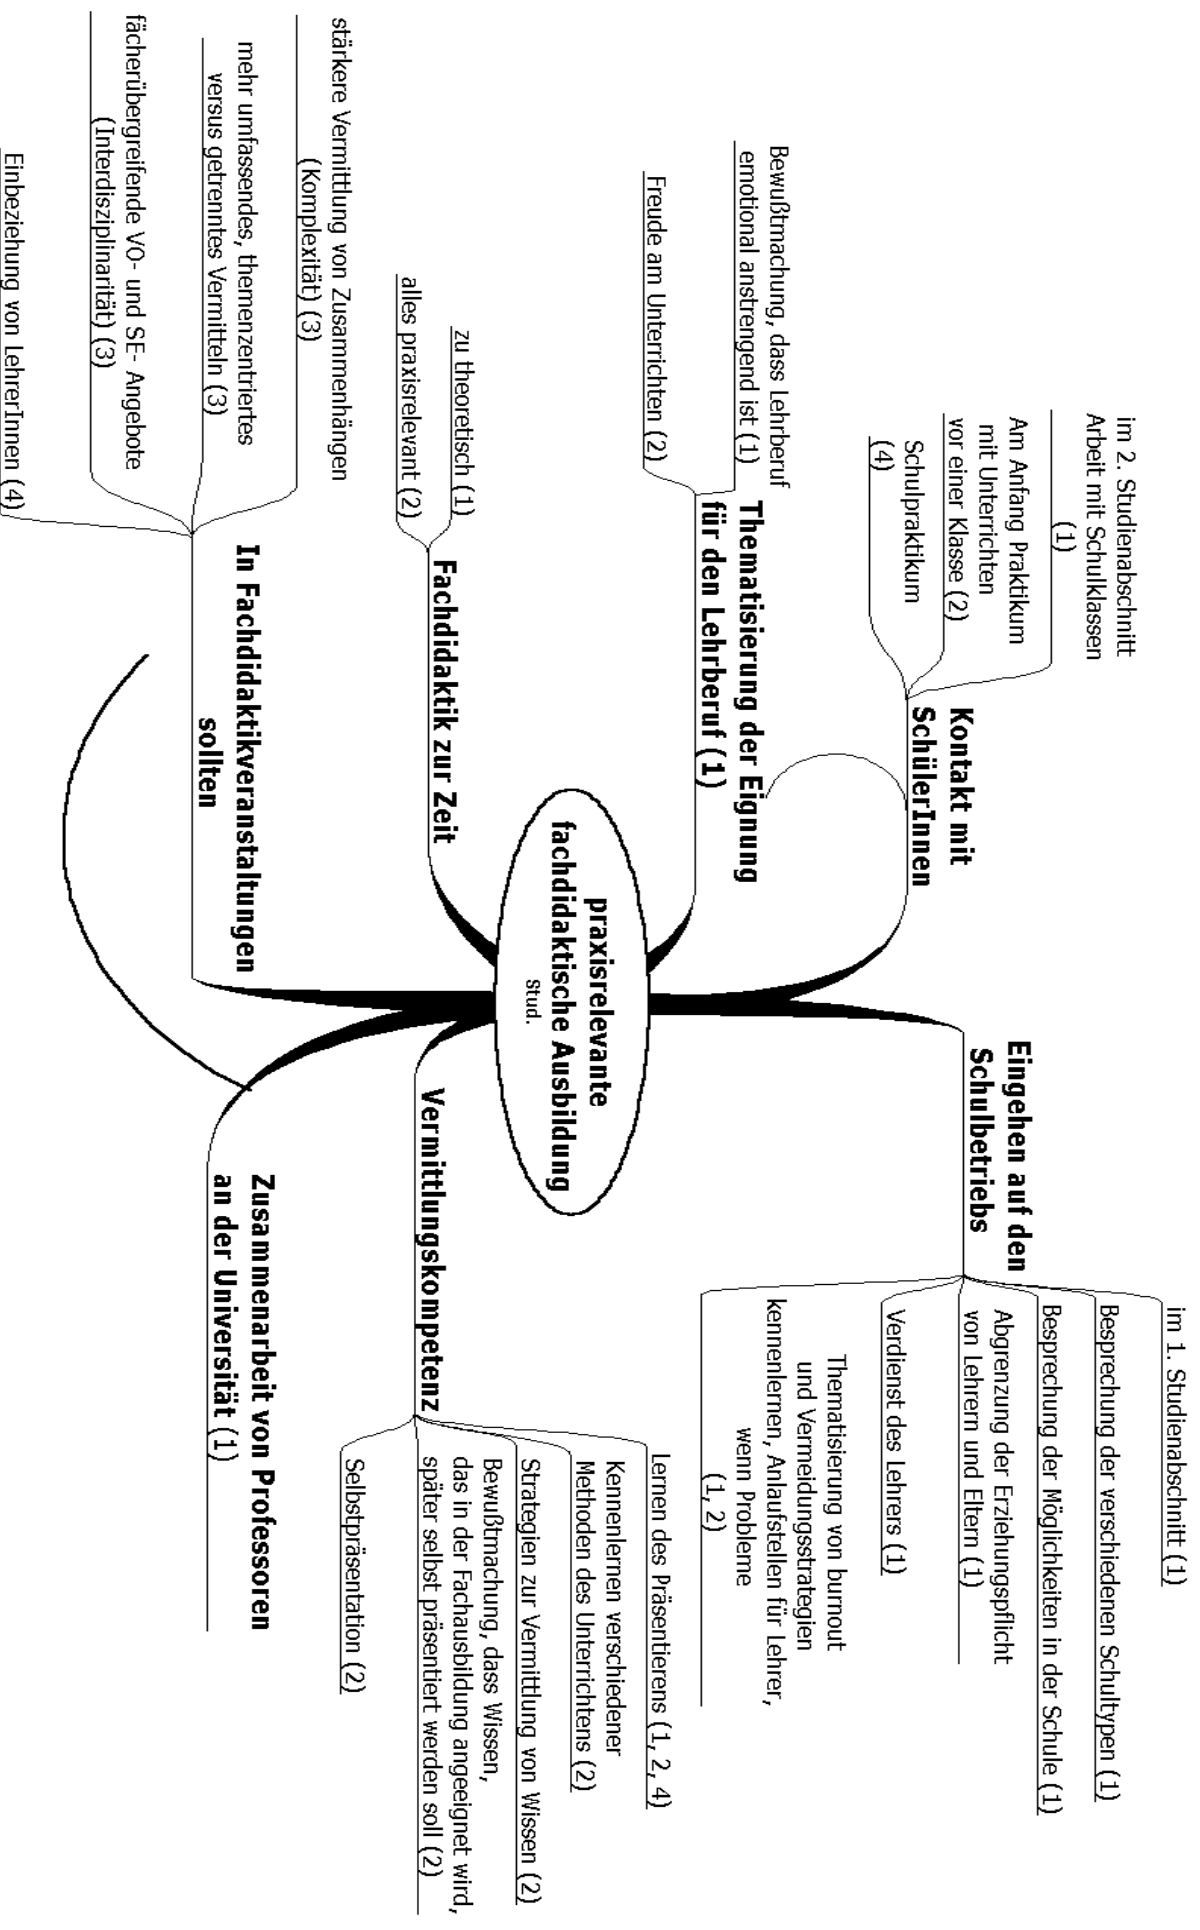 im 2. Studienabschnitt
Arbeit mit Schulklassen
(1)
Am Anfang Praktikum
mit Unterrichten
vor einer Klasse (2)
Schulpraktikum
(4)
Kontakt mit
SchülerInnen
Bewußtmachung, dass Lehrberuf
emotional anstrengend ist (1)
Freude am Unterrichten (2)
Thematisierung der Eignung
für den Lehrberuf (1)
zu theoretisch (1)
alles praxisrelevant (2)
Fachdidaktik zur Zeit
stärkere Vermittlung von Zusammenhängen
(Komplexität) (3)
mehr umfassendes, themenzentriertes
versus getrenntes Vermitteln (3)
fächerübergreifende VO- und SE- Angebote
(Interdisziplinarität) (3)
Einbeziehung von LehrerInnen (4)
In Fachdidaktikveranstaltungen
sollten
praxisrelevante
fachdidaktische Ausbildung
Stud.
Eingehen auf den
Schulbetriebs
im 1. Studienabschnitt (1)
Besprechung der verschiedenen Schultypen (1)
Besprechung der Möglichkeiten in der Schule (1)
Abgrenzung der Erziehungspflicht
von Lehrern und Eltern (1)
Verdienst des Lehrers (1)
Thematisierung von burnout
und Vermeidungsstrategien
kennenlernen, Anlaufstellen für Lehrer,
wenn Probleme
(1, 2)
Vermittlungskompetenz
Lernen des Präsentierens (1, 2, 4)
Kennenlernen verschiedener
Methoden des Unterrichtens (2)
Strategien zur Vermittlung von Wissen (2)
Bewußtmachung, dass Wissen,
das in der Fachausbildung angeeignet wird,
später selbst präsentiert werden soll (2)
Selbstpräsentation (2)
Zusammenarbeit von Professoren
an der Universität (1)